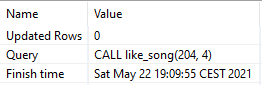 Name Value
Updated Rows 0
Query CALL like_song(204, 4)
Finish time Sat May 22 19:09:55 CEST 2021